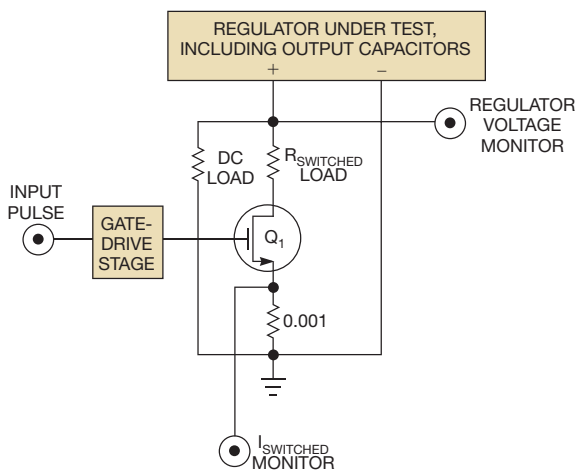 REGULATOR UNDER TEST,
INCLUDING OUTPUT CAPACITORS
+ −
REGULATOR
VOLTAGE
MONITOR
DC
LOAD
RSWITCHED
LOAD
INPUT
PULSE
GATE-
DRIVE
STAGE
Q1
0.001
ISWITCHED
MONITOR